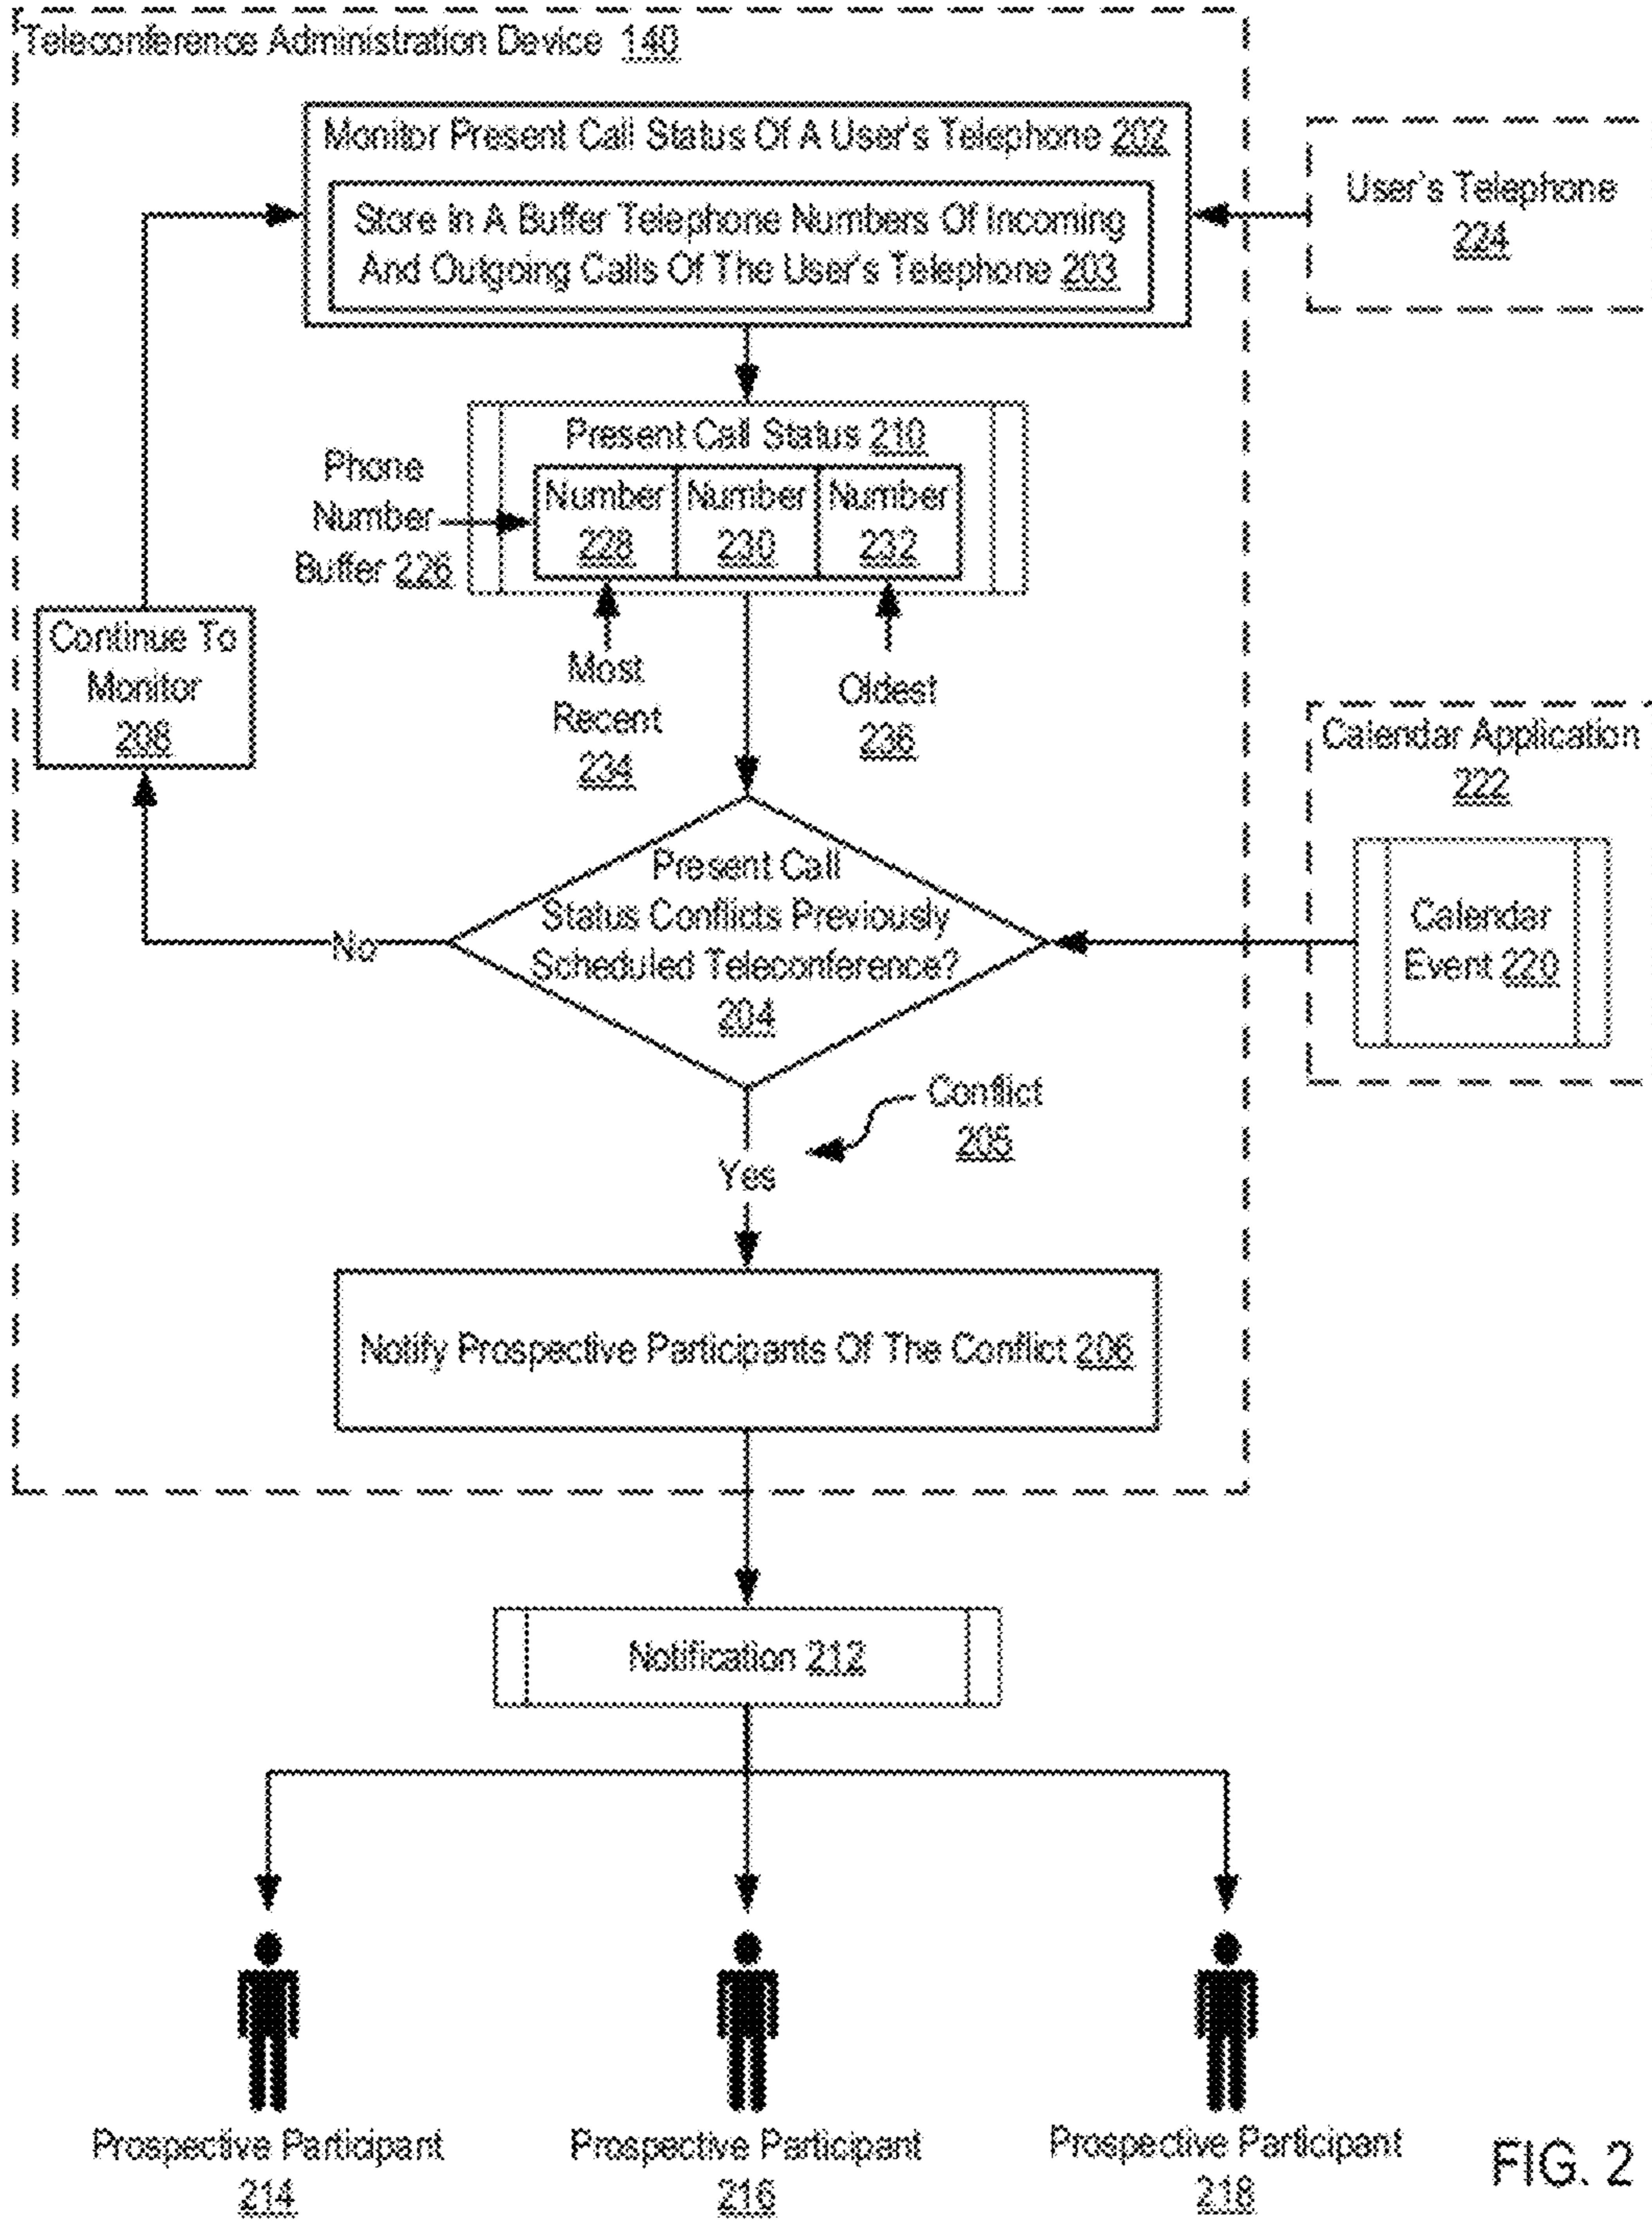 Teleconference Administration Device 140
Monitor Present Call Status Of A User's Telephone 202
Store In A Buffer Telephone Numbers Of Incoming
And Outgoing Calls Of The User's Telephone 203
User's Telephone
224
Present Call Status 210
Phone
Number
Buffer 226
Number
228
Number
230
Number
232
Most
Recent
234
Oldest
236
Continue To
Monitor
208
Calendar Application
222
Calendar
Event 220
Present Call
Status Conflicts Previously
Scheduled Teleconference?
204
No
Conflict
205
Yes
Notify Prospective Participants Of The Conflict 206
Notification 212
Prospective Participant
214
Prospective Participant
216
Prospective Participant
218
FIG. 2